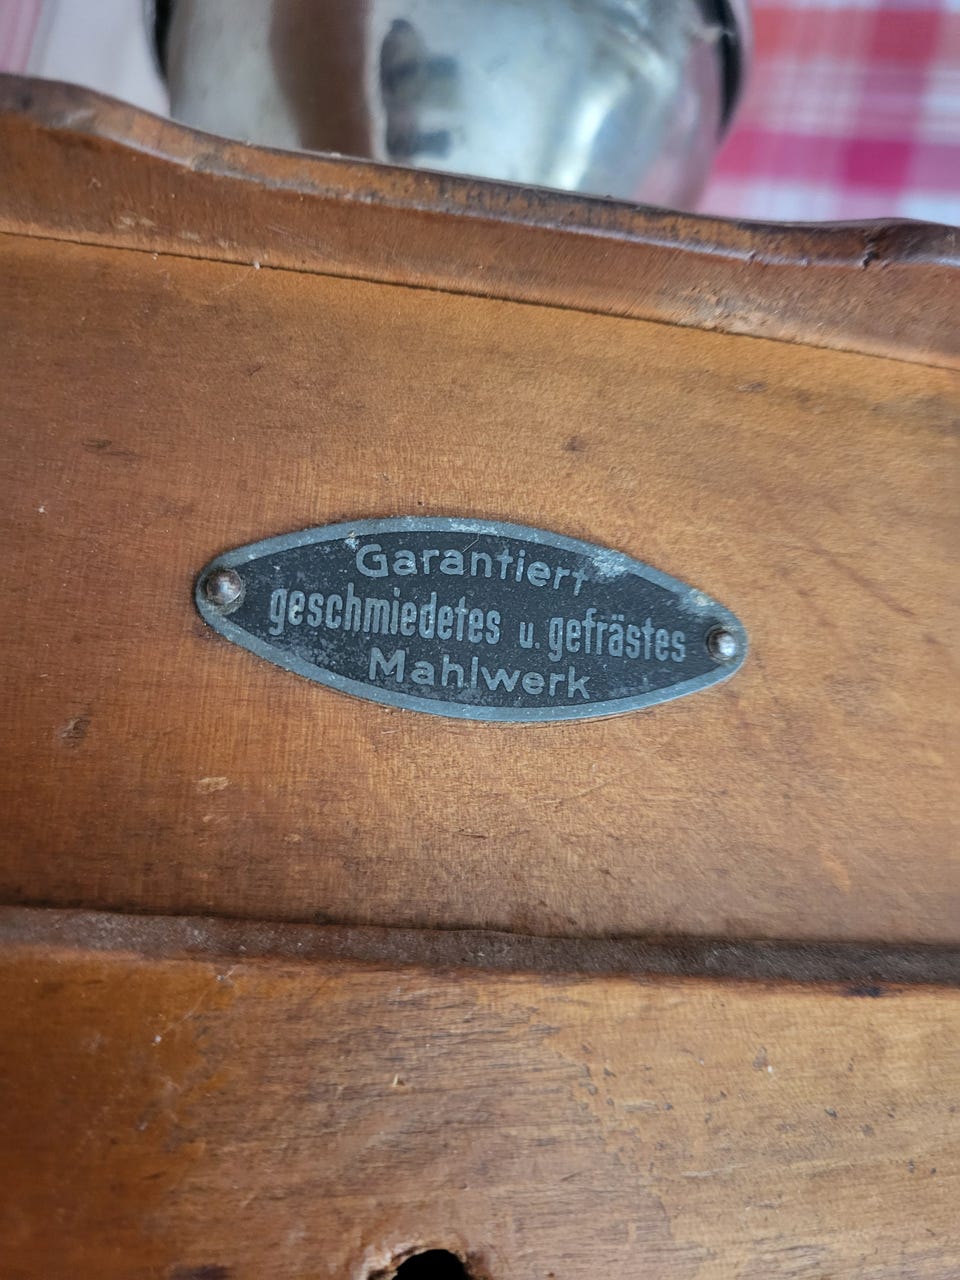 Garantiert
geschmiedetes u. gefrästes
Mahlwerk